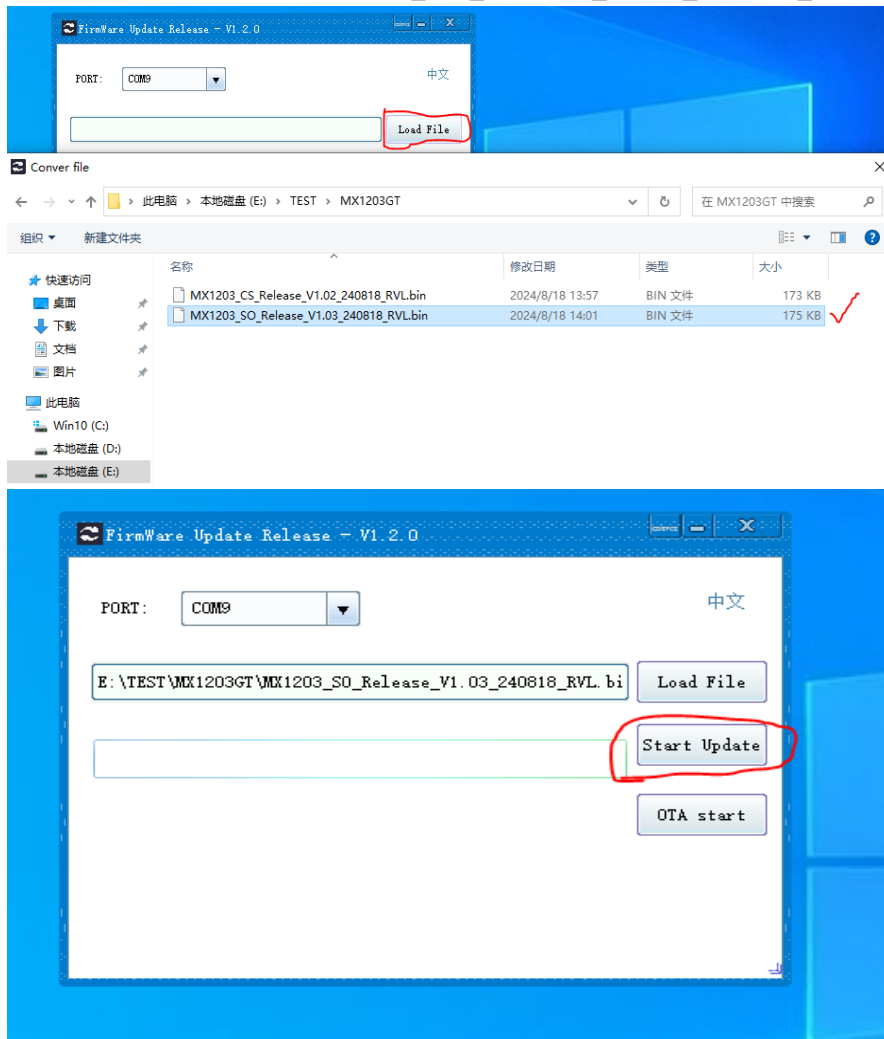 FirmWare Update Release - V1.2.0
PORT: COM9 中文
Load File
Conver file
此电脑 › 本地磁盘 (E:) › TEST › MX1203GT 在 MX1203GT 中搜索
组织 新建文件夹
名称 修改日期 类型 大小
快速访问
桌面
下载
文档
图片
此电脑
Win10 (C:)
本地磁盘 (D:)
本地磁盘 (E:)
MX1203_CS_Release_V1.02_240818_RVL.bin 2024/8/18 13:57 BIN 文件 173 KB
MX1203_SO_Release_V1.03_240818_RVL.bin 2024/8/18 14:01 BIN 文件 175 KB
FirmWare Update Release - V1.2.0
PORT: COM9 中文
E:\TEST\MX1203GT\MX1203_SO_Release_V1.03_240818_RVL.bi Load File
Start Update
OTA start